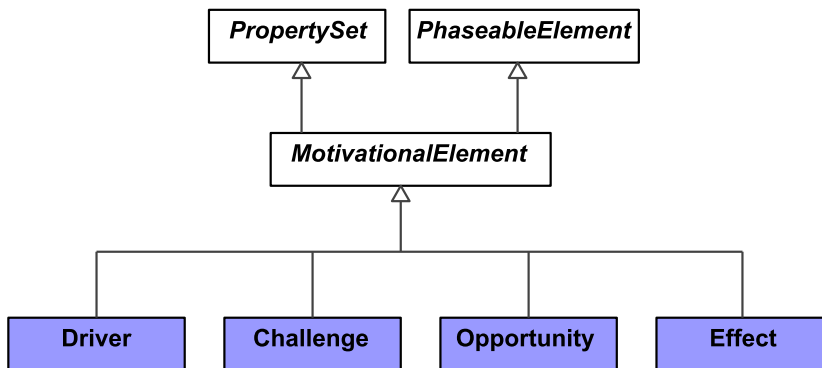 PropertySet
PhaseableElement
MotivationalElement
Driver
Challenge
Opportunity
Effect